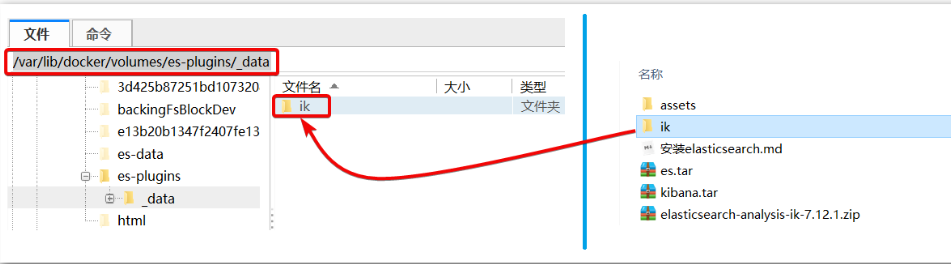 文件 命令
/var/lib/docker/volumes/es-plugins/_data
3d425b87251bd107320
backingFsBlockDev
e13b20b1347f2407fe13
es-data
es-plugins
_data
html
文件名 大小 类型
ik 文件夹
名称
assets
ik
安装elasticsearch.md
es.tar
kibana.tar
elasticsearch-analysis-ik-7.12.1.zip